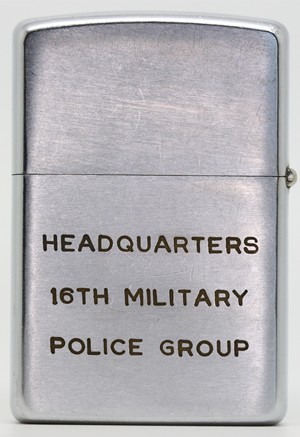 HEADQUARTERS
16TH MILITARY
POLICE GROUP